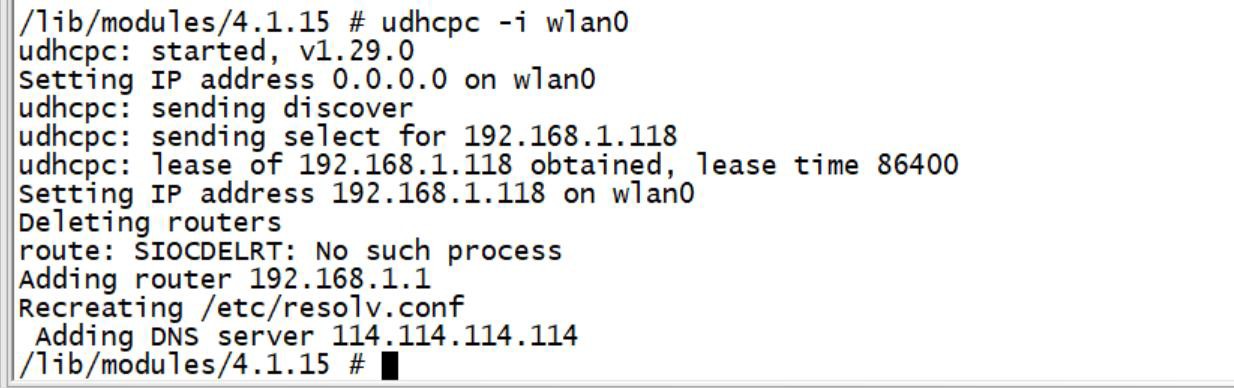 /lib/modules/4.1.15 # udhcpc -i wlan0
udhcpc: started, v1.29.0
Setting IP address 0.0.0.0 on wlan0
udhcpc: sending discover
udhcpc: sending select for 192.168.1.118
udhcpc: lease of 192.168.1.118 obtained, lease time 86400
Setting IP address 192.168.1.118 on wlan0
Deleting routers
route: SIOCDELRT: No such process
Adding router 192.168.1.1
Recreating /etc/resolv.conf
 Adding DNS server 114.114.114.114
/lib/modules/4.1.15 #